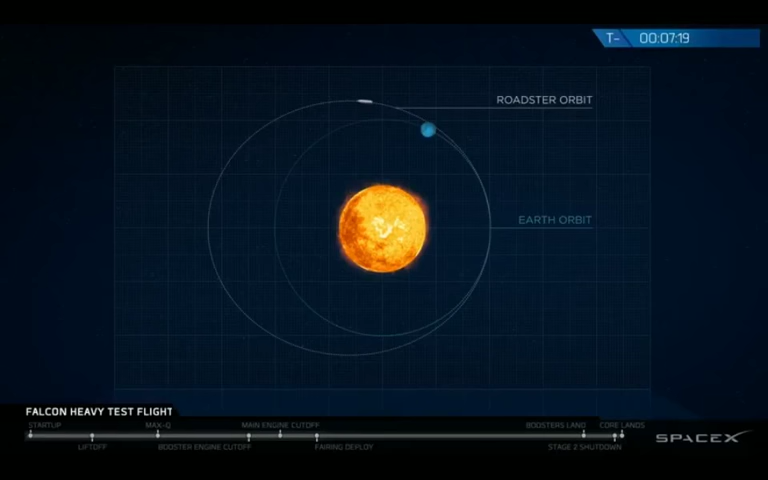 T- 00:07:19
ROADSTER ORBIT
EARTH ORBIT
FALCON HEAVY TEST FLIGHT
STARTUP MAX-Q MAIN ENGINE CUTOFF BOOSTERS LAND CORE LANDS
LIFTOFF BOOSTER ENGINE CUTOFF FAIRING DEPLOY STAGE 2 SHUTDOWN
SPACEX